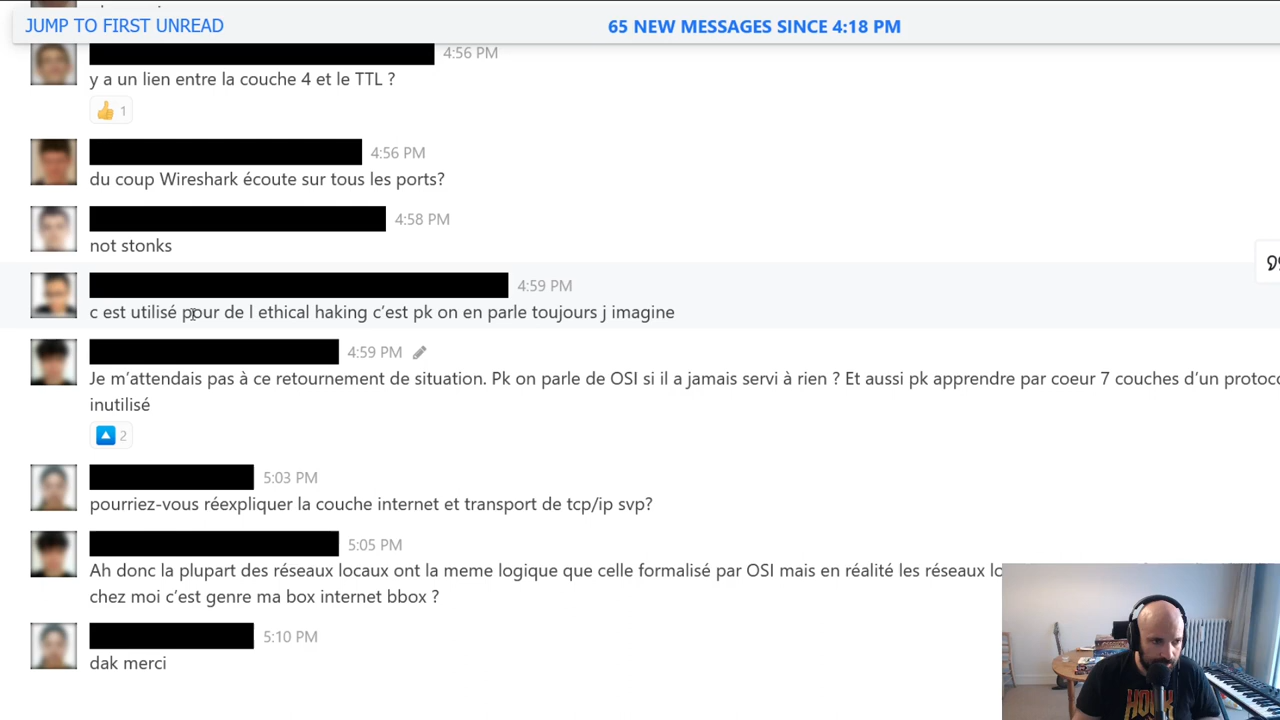 JUMP TO FIRST UNREAD
65 NEW MESSAGES SINCE 4:18 PM
4:56 PM
y a un lien entre la couche 4 et le TTL ?
1
4:56 PM
du coup Wireshark écoute sur tous les ports?
4:58 PM
not stonks
4:59 PM
c est utilisé pour de l ethical haking c'est pk on en parle toujours j imagine
4:59 PM
Je m'attendais pas à ce retournement de situation. Pk on parle de OSI si il a jamais servi à rien ? Et aussi pk apprendre par coeur 7 couches d'un
inutilisé
2
5:03 PM
pourriez-vous réexpliquer la couche internet et transport de tcp/ip svp?
5:05 PM
Ah donc la plupart des réseaux locaux ont la meme logique que celle formalisé par OSI mais en réalité les réseaux
chez moi c'est genre ma box internet bbox ?
5:10 PM
dak merci